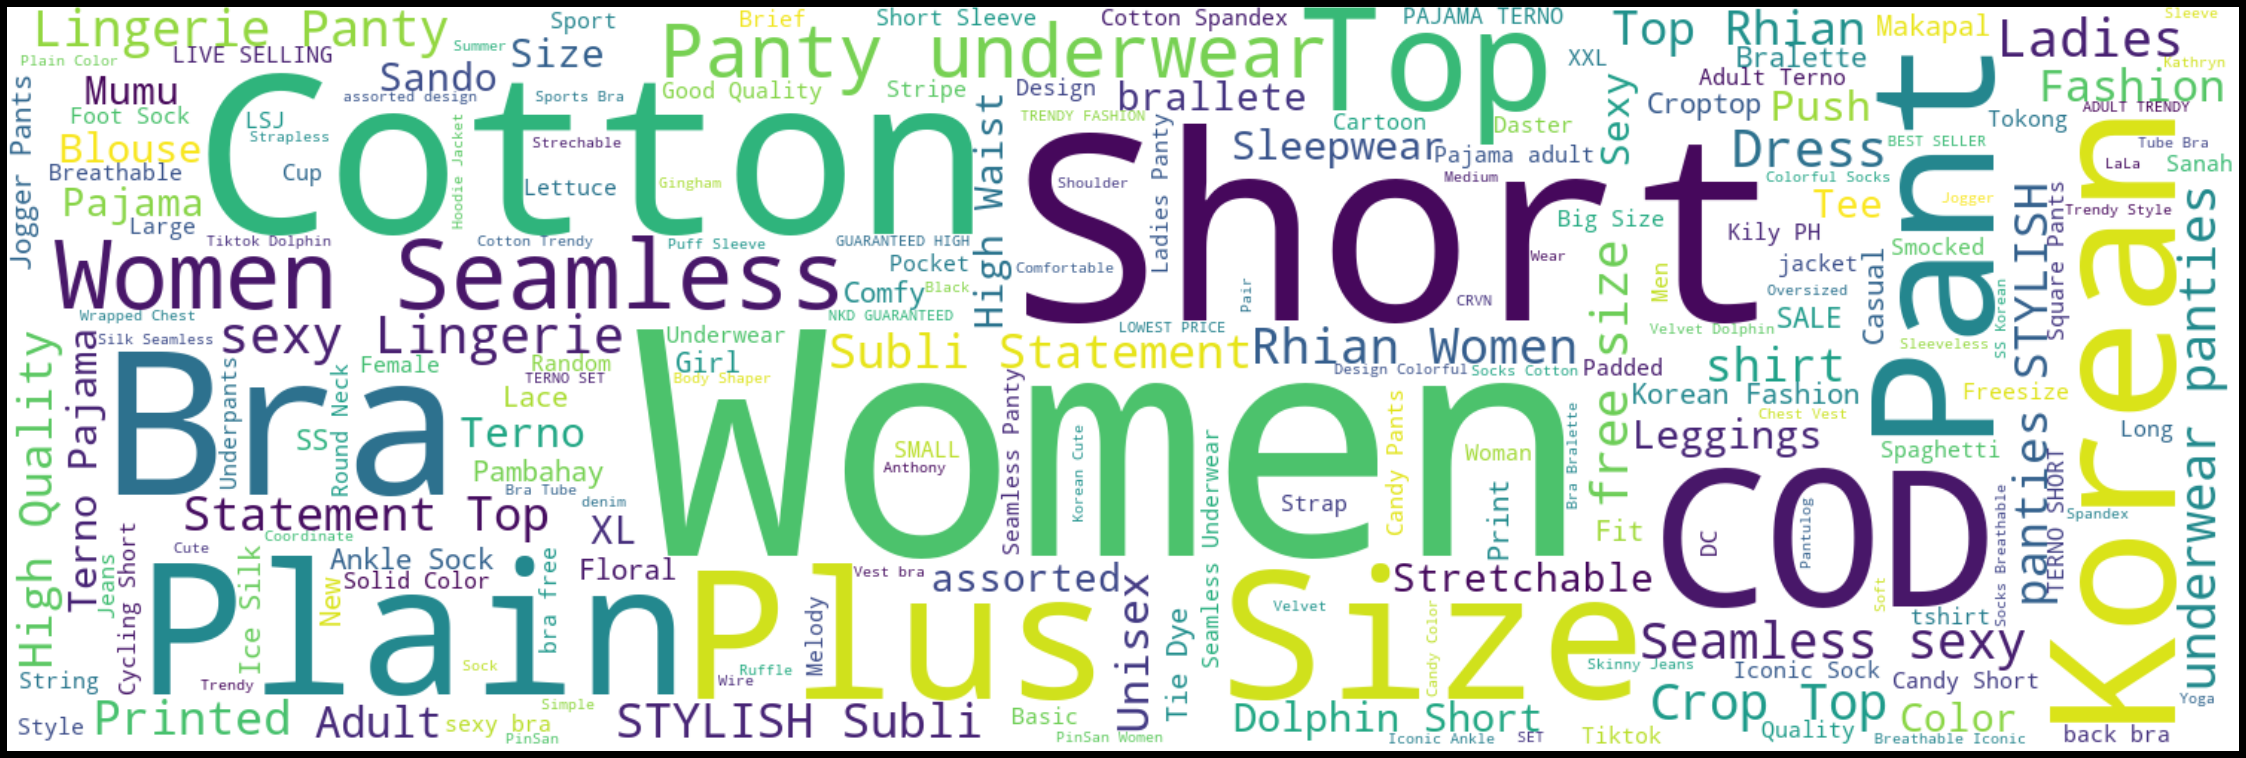 Lingerie Panty
Sport
Brief
Short Sleeve
Cotton Spandex
Top
PAJAMA TERNO
Top Rhian
Makapal
Sleeve
Ladies
Plain Color
LIVE SELLING
Summer
Size
Panty underwear
XXL
Bralette
Kathryn
Jogger Pants
Mumu
Sando
assorted design
Sports Bra
Good Quality
Stripe
Design
brallete
Adult Terno
Pant
Fashion
Foot Sock
LSJ
Strapless
Cotton
Hoodie Jacket
Strechable
High Waist
TRENDY FASHION
Cartoon
Daster
Sexy
Croptop
Push
ADULT TRENDY
Tokong
Blouse
Breathable
Cup
Lettuce
Gingham
Short
Ladies Panty
Sleepwear
Pajama adult
Dress
BEST SELLER
Tube Bra
LaLa
Sanah
Pajama
Large
Shoulder
Medium
Colorful Socks
Tee
Jogger
Trendy Style
Korean
Tiktok Dolphin
Cotton Trendy
Puff Sleeve
GUARANTEED HIGH
Big Size
Kily PH
Smocked
STYLISH
Square Pants
underwear panties
Women Seamless
Pocket
Comfortable
Wear
free size
Men
jacket
Casual
Comfy
Black
Pair
CRVN
Oversized
SS Korean
Wrapped Chest
NKD GUARANTEED
LOWEST PRICE
Velvet Dolphin
SALE
Sleeveless
High Quality
Terno Pajama
Silk Seamless
sexy Lingerie
Underwear
Subli Statement
Rhian Women
Bra
Underpants
Round Neck
Female
Random
Girl
Women
Design Colorful
Socks Cotton
Padded
shirt
TERNO SET
Body Shaper
Seamless Panty
Korean Fashion
Freesize
Lace
Candy Pants
Bra Bralette
Chest Vest
SS
Terno
SMALL
Korean Cute
Seamless Underwear
Woman
Leggings
Spaghetti
Long
Pambahay
Anthony
Print
COD
panties STYLISH
TERNO SHORT
Bra Tube
denim
Strap
Fit
DC
Pantulog
Socks Breathable
Spandex
Statement Top
XL
Jeans
Cycling Short
Cute
Coordinate
Ice Silk
Ankle Sock
bra free
Floral
Vest bra
assorted
Unisex
Stretchable
Soft
Plain
Solid Color
New
Plus Size
Melody
Tie Dye
Velvet
Candy Color
tshirt
Seamless sexy
String
Trendy
Sock
Ruffle
Wire
Skinny Jeans
Iconic Sock
Candy Short
Yoga
Style
Printed
Adult
sexy bra
Simple
PinSan
STYLISH Subli
Basic
PinSan Women
Dolphin Short
Iconic Ankle
SET
Tiktok
Crop Top
Quality
Color
Breathable Iconic
back bra